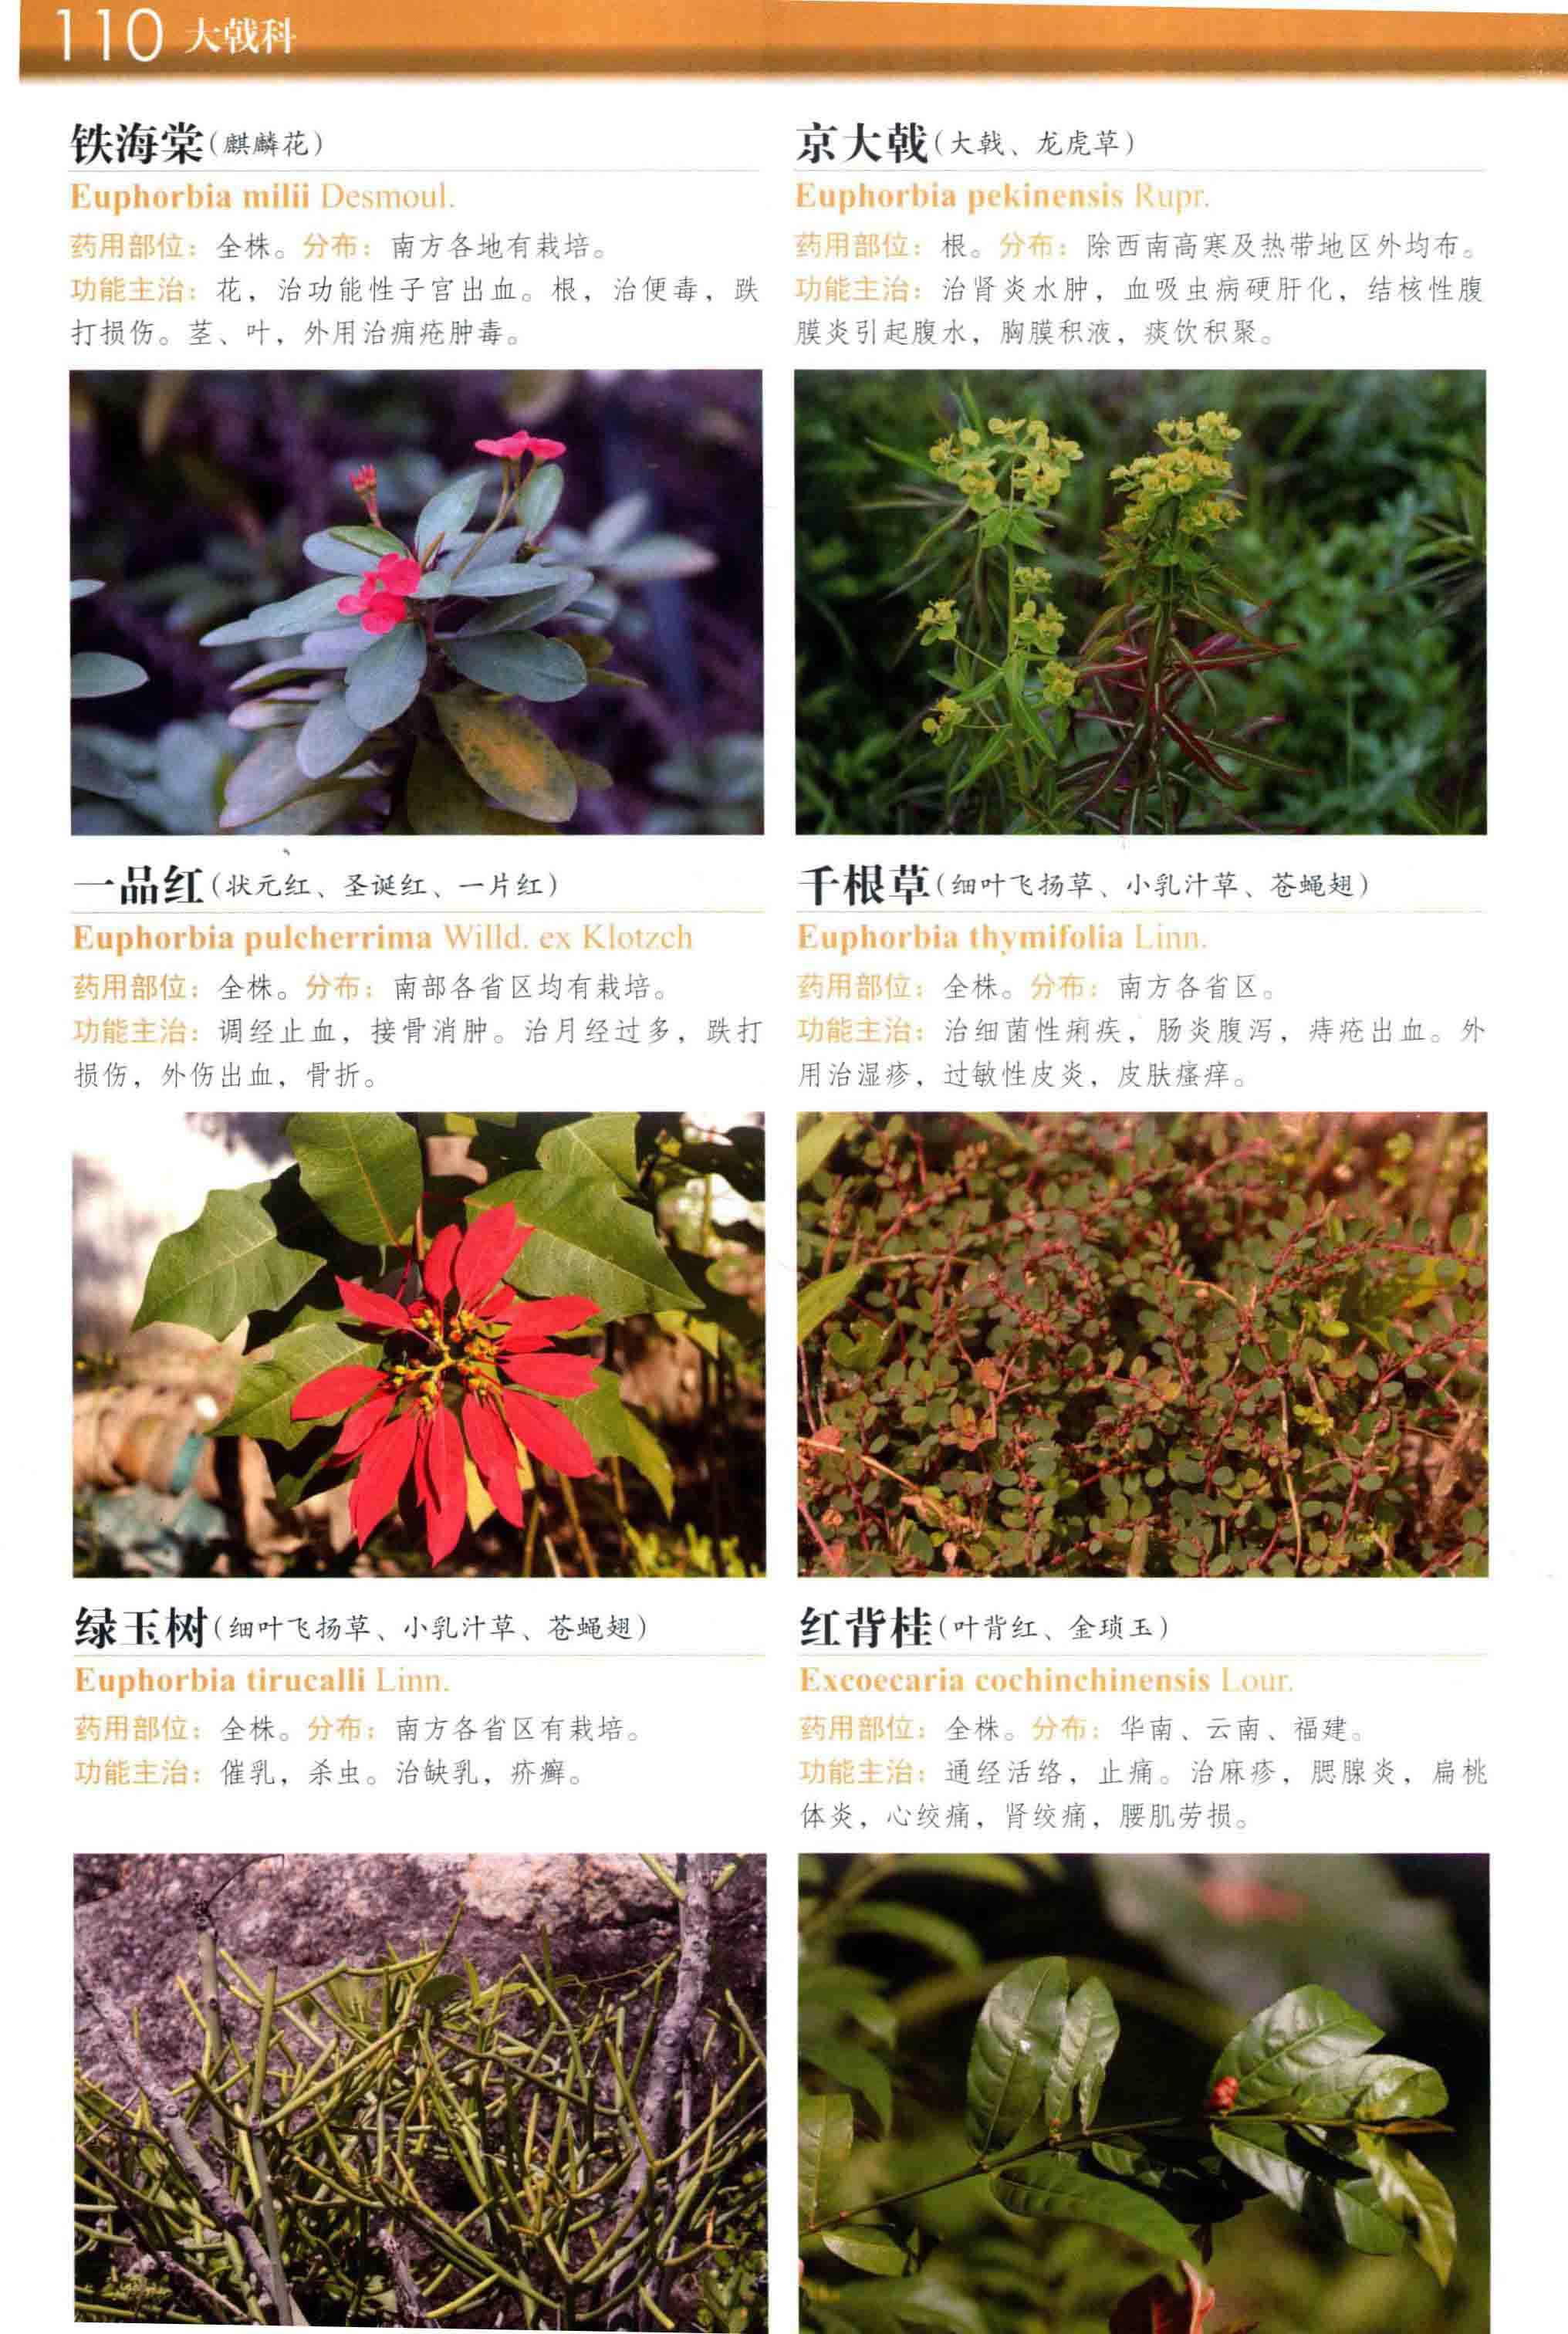 110 大戟科
铁海棠(麒麟花)
Euphorbia milii Desmoul.
药用部位：全株。分布：南方各地有栽培。
功能主治：花，治功能性子宫出血。根，治便毒，跌
打损伤。茎、叶，外用治痈疮肿毒。
京大戟(大戟、龙虎草)
Euphorbia pekinensis Rupr.
药用部位：根。分布：除西南高寒及热带地区外均布。
功能主治：治肾炎水肿，血吸虫病硬肝化，结核性腹
膜炎引起腹水，胸膜积液，痰饮积聚。
一品红(状元红、圣诞红、一片红)
Euphorbia pulcherrima Willd. ex Klotzch
药用部位：全株。分布：南部各省区均有栽培。
功能主治：调经止血，接骨消肿。治月经过多，跌打
损伤，外伤出血，骨折。
千根草(细叶飞扬草、小乳汁草、苍蝇翅)
Euphorbia thymifolia Linn.
药用部位：全株。分布：南方各省区。
功能主治：治细菌性痢疾，肠炎腹泻，痔疮出血。外
用治湿疹，过敏性皮炎，皮肤瘙痒。
绿玉树(细叶飞扬草、小乳汁草、苍蝇翅)
Euphorbia tirucalli Linn.
药用部位：全株。分布：南方各省区有栽培。
功能主治：催乳，杀虫。治缺乳，疥癣。
红背桂(叶背红、金琐玉)
Excoecaria cochinchinensis Lour.
药用部位：全株。分布：华南、云南、福建。
功能主治：通经活络，止痛。治麻疹，腮腺炎，扁桃
体炎，心绞痛，肾绞痛，腰肌劳损。